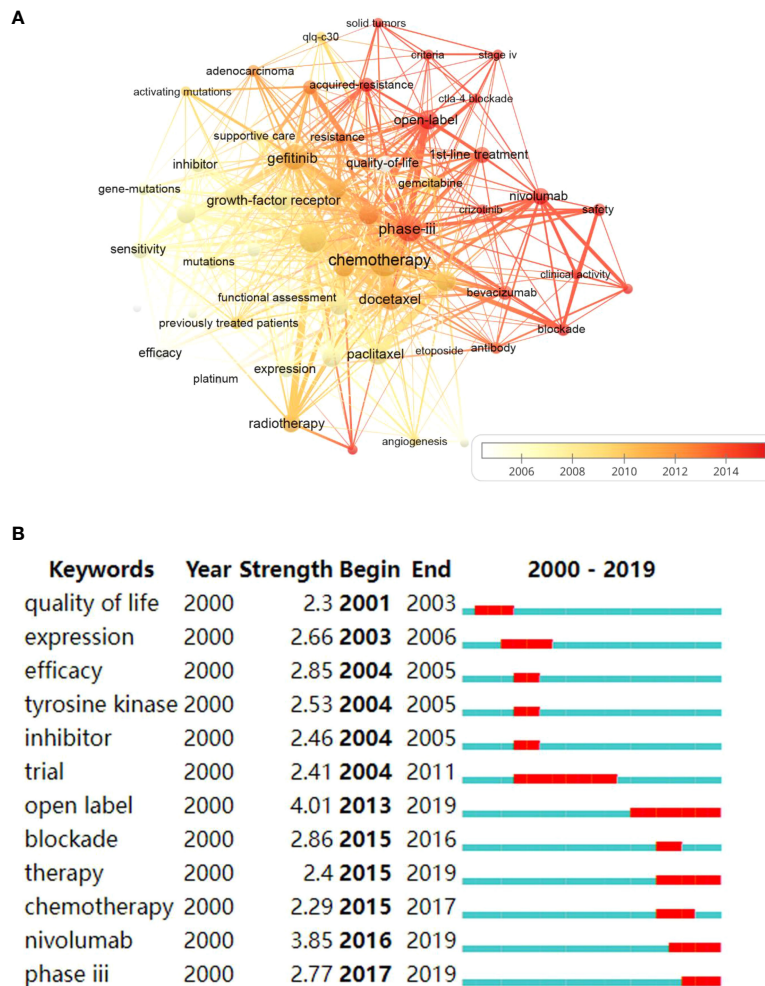 A
solid tumors
qlq-c30
criteria
stage iv
adenocarcinoma
activating mutations
acquired-resistance
ctla-4 blockade
open-label
supportive care
resistance
gefitinib
quality-of-life
1st-line treatment
inhibitor
gemcitabine
gene-mutations
growth-factor receptor
nivolumab
crizotinib
safety
phase-iii
sensitivity
mutations
chemotherapy
clinical activity
functional assessment
docetaxel
bevacizumab
previously treated patients
blockade
efficacy
paclitaxel
etoposide
antibody
expression
platinum
radiotherapy
angiogenesis
2006 2008 2010 2012 2014
B
Keywords Year Strength Begin End 2000 - 2019
quality of life 2000 2.3 2001 2003
expression 2000 2.66 2003 2006
efficacy 2000 2.85 2004 2005
tyrosine kinase 2000 2.53 2004 2005
inhibitor 2000 2.46 2004 2005
trial 2000 2.41 2004 2011
open label 2000 4.01 2013 2019
blockade 2000 2.86 2015 2016
therapy 2000 2.4 2015 2019
chemotherapy 2000 2.29 2015 2017
nivolumab 2000 3.85 2016 2019
phase iii 2000 2.77 2017 2019